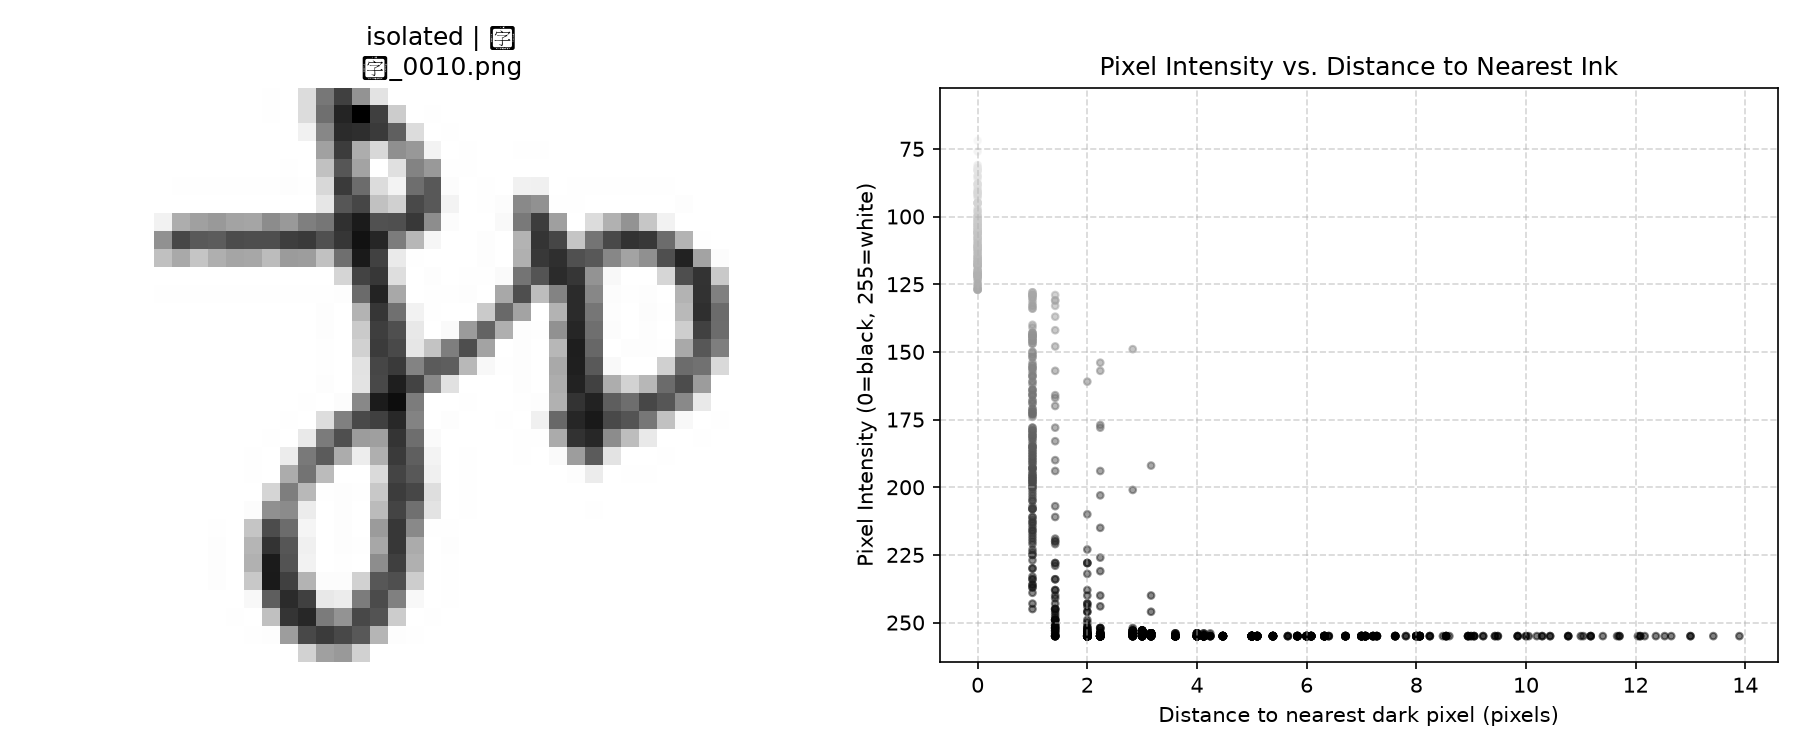 isolated |
_0010.png
Pixel Intensity vs. Distance to Nearest Ink
Pixel Intensity (0=black, 255=white)
75
100
125
150
175
200
225
250
0 2 4 6 8 10 12 14
Distance to nearest dark pixel (pixels)